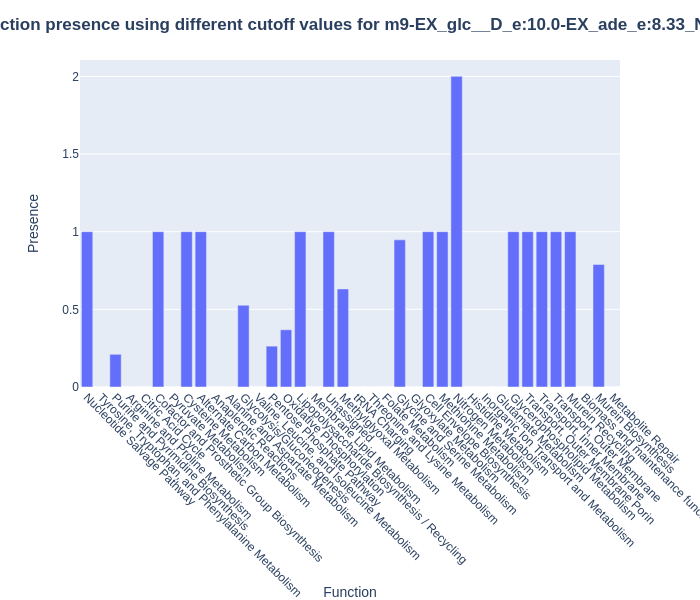 ction presence using different cutoff values for m9-EX_glc__D_e:10.0-EX_ade_e:8.33_N
2
1.5
1
0.5
0
Presence
Nucleotide Salvage Pathway
Tyrosine, Tryptophan, and Phenylalanine Metabolism
Purine and Pyrimidine Biosynthesis
Arginine and Proline Metabolism
Citric Acid Cycle
Cofactor and Prosthetic Group Biosynthesis
Pyruvate Metabolism
Cysteine Metabolism
Alternate Carbon Metabolism
Anaplerotic Reactions
Alanine and Aspartate Metabolism
Glycolysis/Gluconeogenesis
Valine, Leucine, and Isoleucine Metabolism
Pentose Phosphate Pathway
Oxidative Phosphorylation
Lipopolysaccharide Biosynthesis / Recycling
Membrane Lipid Metabolism
Unassigned
Methylglyoxal Metabolism
tRNA Charging
Threonine and Lysine Metabolism
Folate Metabolism
Glycine and Serine Metabolism
Glyoxylate Metabolism
Cell Envelope Biosynthesis
Methionine Metabolism
Nitrogen Metabolism
Histidine Metabolism
Inorganic Ion Transport and Metabolism
Glutamate Metabolism
Glycerophospholipid Metabolism
Transport, Outer Membrane Porin
Transport, Inner Membrane
Transport, Outer Membrane
Murein Recycling
Biomass and maintenance func
Murein Biosynthesis
Metabolite Repair
Function